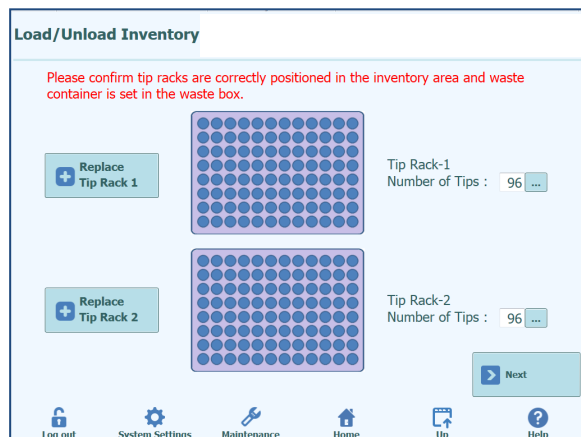 Load/Unload Inventory
Please confirm tip racks are correctly positioned in the inventory area and waste
container is set in the waste box.
Replace
Tip Rack 1
Tip Rack-1
Number of Tips : 96 ...
Replace
Tip Rack 2
Tip Rack-2
Number of Tips : 96 ...
Next
Log out System Settings Maintenance Home Up Help